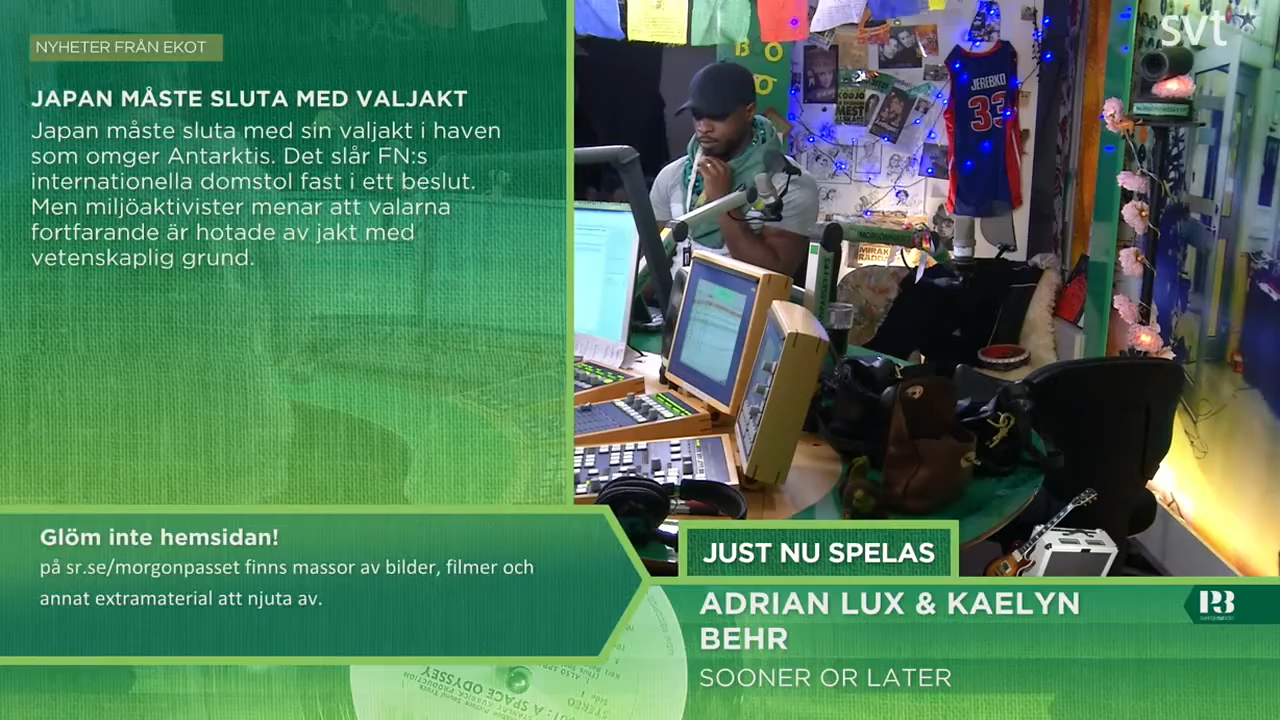 NYHETER FRÅN EKOT
JAPAN MÅSTE SLUTA MED VALJAKT
Japan måste sluta med sin valjakt i haven
som omger Antarktis. Det slår FN:s
internationella domstol fast i ett beslut.
Men miljöaktivister menar att valarna
fortfarande är hotade av jakt med
vetenskaplig grund.
svt
JEREBKO
33
Glöm inte hemsidan!
på sr.se/morgonpasset finns massor av bilder, filmer och
annat extramaterial att njuta av.
JUST NU SPELAS
ADRIAN LUX & KAELYN
BEHR
SOONER OR LATER
P3
A SPACE ODYSSEY
STEREO